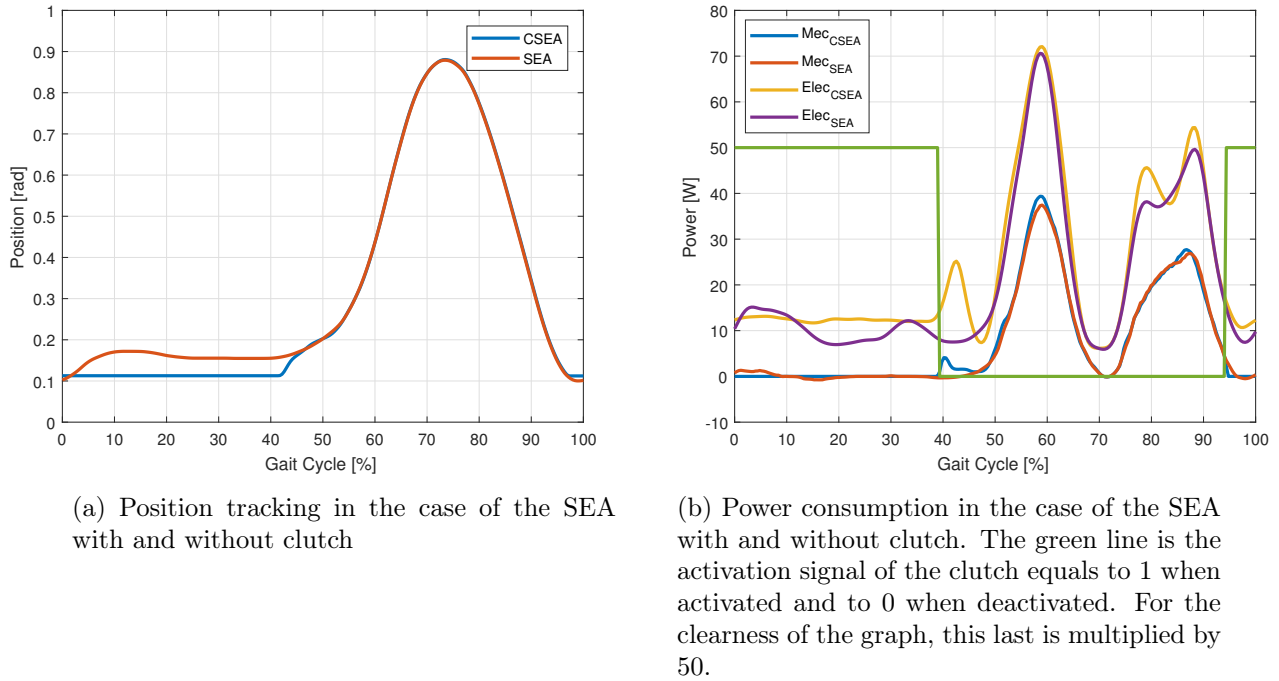 1
0.9
0.8
0.7
0.6
0.5
0.4
0.3
0.2
0.1
0
Position [rad]
CSEA
SEA
0 10 20 30 40 50 60 70 80 90 100
Gait Cycle [%]
(a) Position tracking in the case of the SEA
with and without clutch
80
70
60
50
40
30
20
10
0
-10
Power [W]
Mec_CSEA
Mec_SEA
Elec_CSEA
Elec_SEA
0 10 20 30 40 50 60 70 80 90 100
Gait Cycle [%]
(b) Power consumption in the case of the SEA
with and without clutch. The green line is the
activation signal of the clutch equals to 1 when
activated and to 0 when deactivated. For the
clearness of the graph, this last is multiplied by
50.